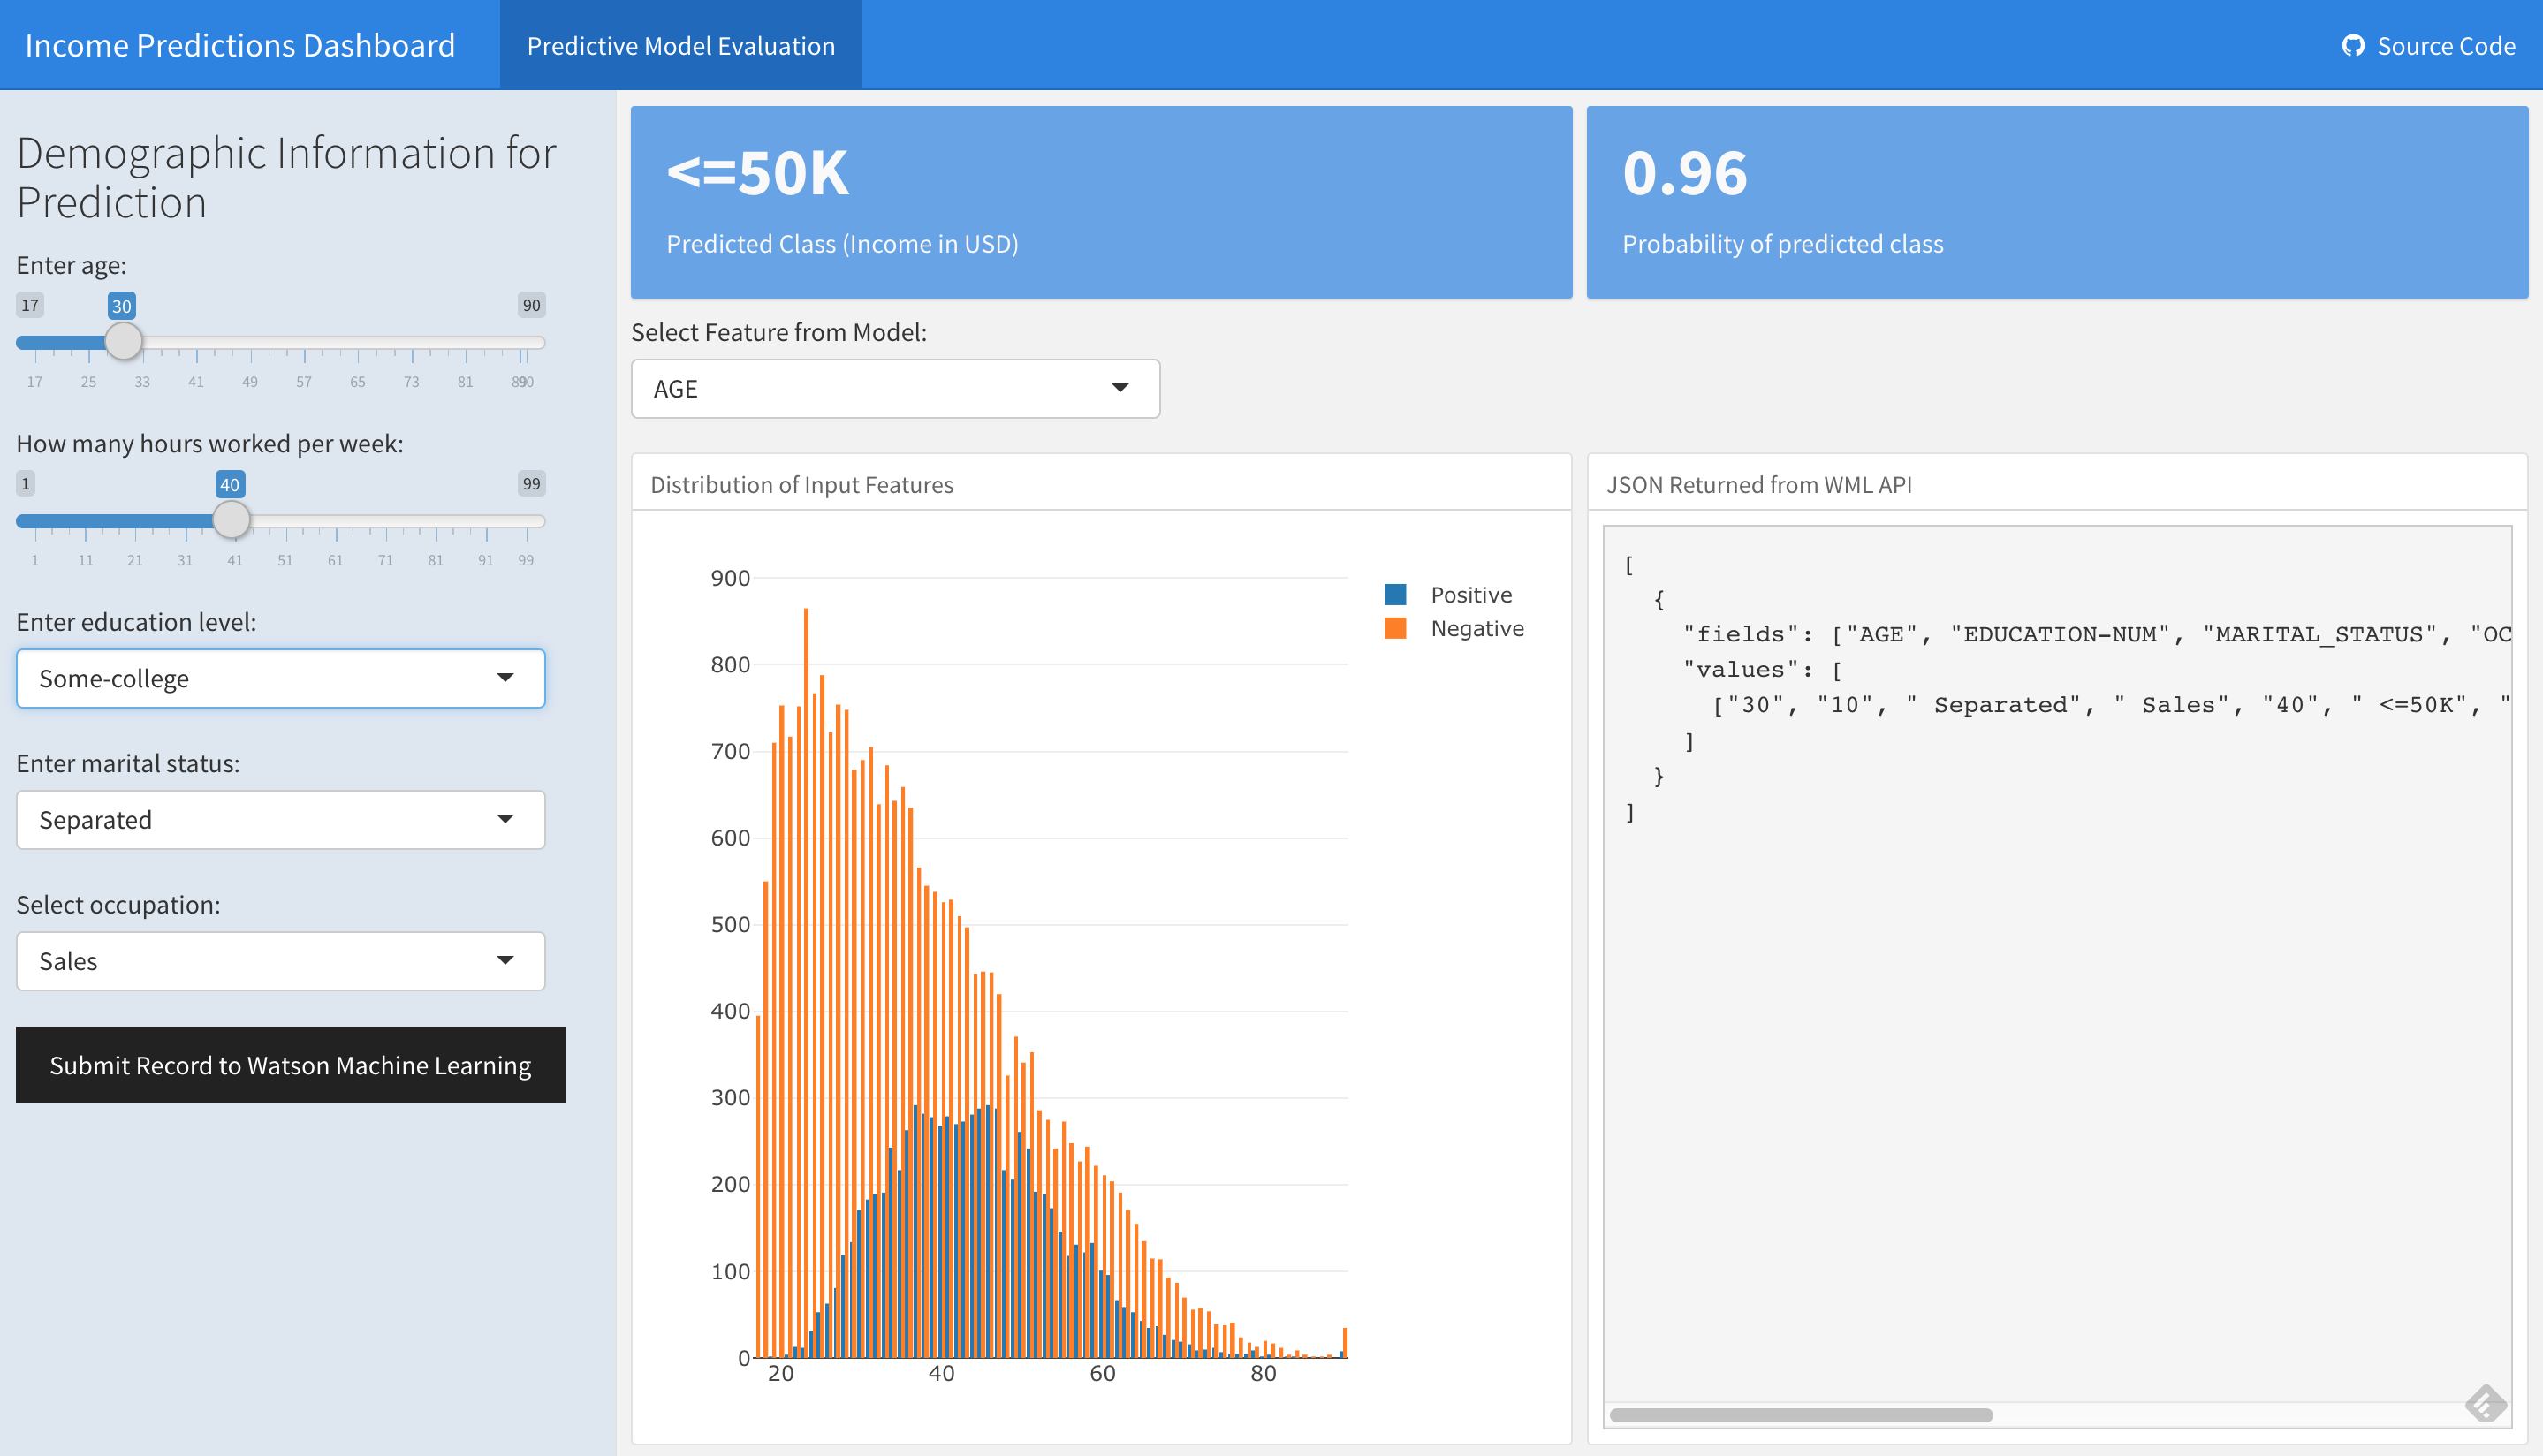 Income Predictions Dashboard
Predictive Model Evaluation
Source Code
Demographic Information for
Prediction
Enter age:
17 30 90
17 25 33 41 49 57 65 73 81 89 90
How many hours worked per week:
1 40 99
1 11 21 31 41 51 61 71 81 91 99
Enter education level:
Some-college
Enter marital status:
Separated
Select occupation:
Sales
Submit Record to Watson Machine Learning
<=50K
Predicted Class (Income in USD)
0.96
Probability of predicted class
Select Feature from Model:
AGE
Distribution of Input Features
900
800
700
600
500
400
300
200
100
0
20 40 60 80
Positive
Negative
JSON Returned from WML API
[
{
"fields": ["AGE", "EDUCATION-NUM", "MARITAL_STATUS", "OC
"values": [
["30", "10", " Separated", " Sales", "40", " <=50K", "
]
}
]